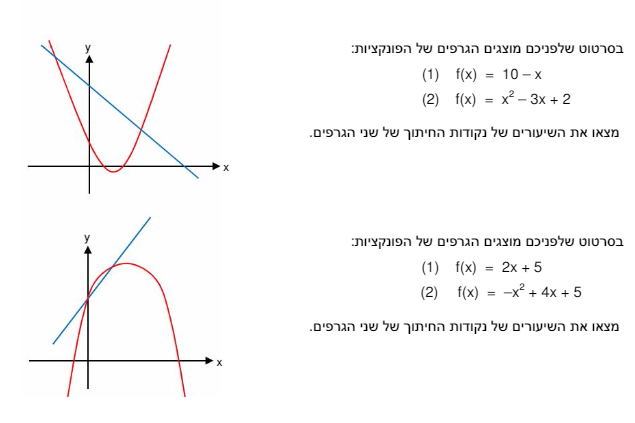 בסרטוט שלפניכם מוצגים הגרפים של הפונקציות:
(1) f(x) = 10 – x
(2) f(x) = x² – 3x + 2
מצאו את השיעורים של נקודות החיתוך של שני הגרפים.
y
x
בסרטוט שלפניכם מוצגים הגרפים של הפונקציות:
(1) f(x) = 2x + 5
(2) f(x) = –x² + 4x + 5
מצאו את השיעורים של נקודות החיתוך של שני הגרפים.
y
x